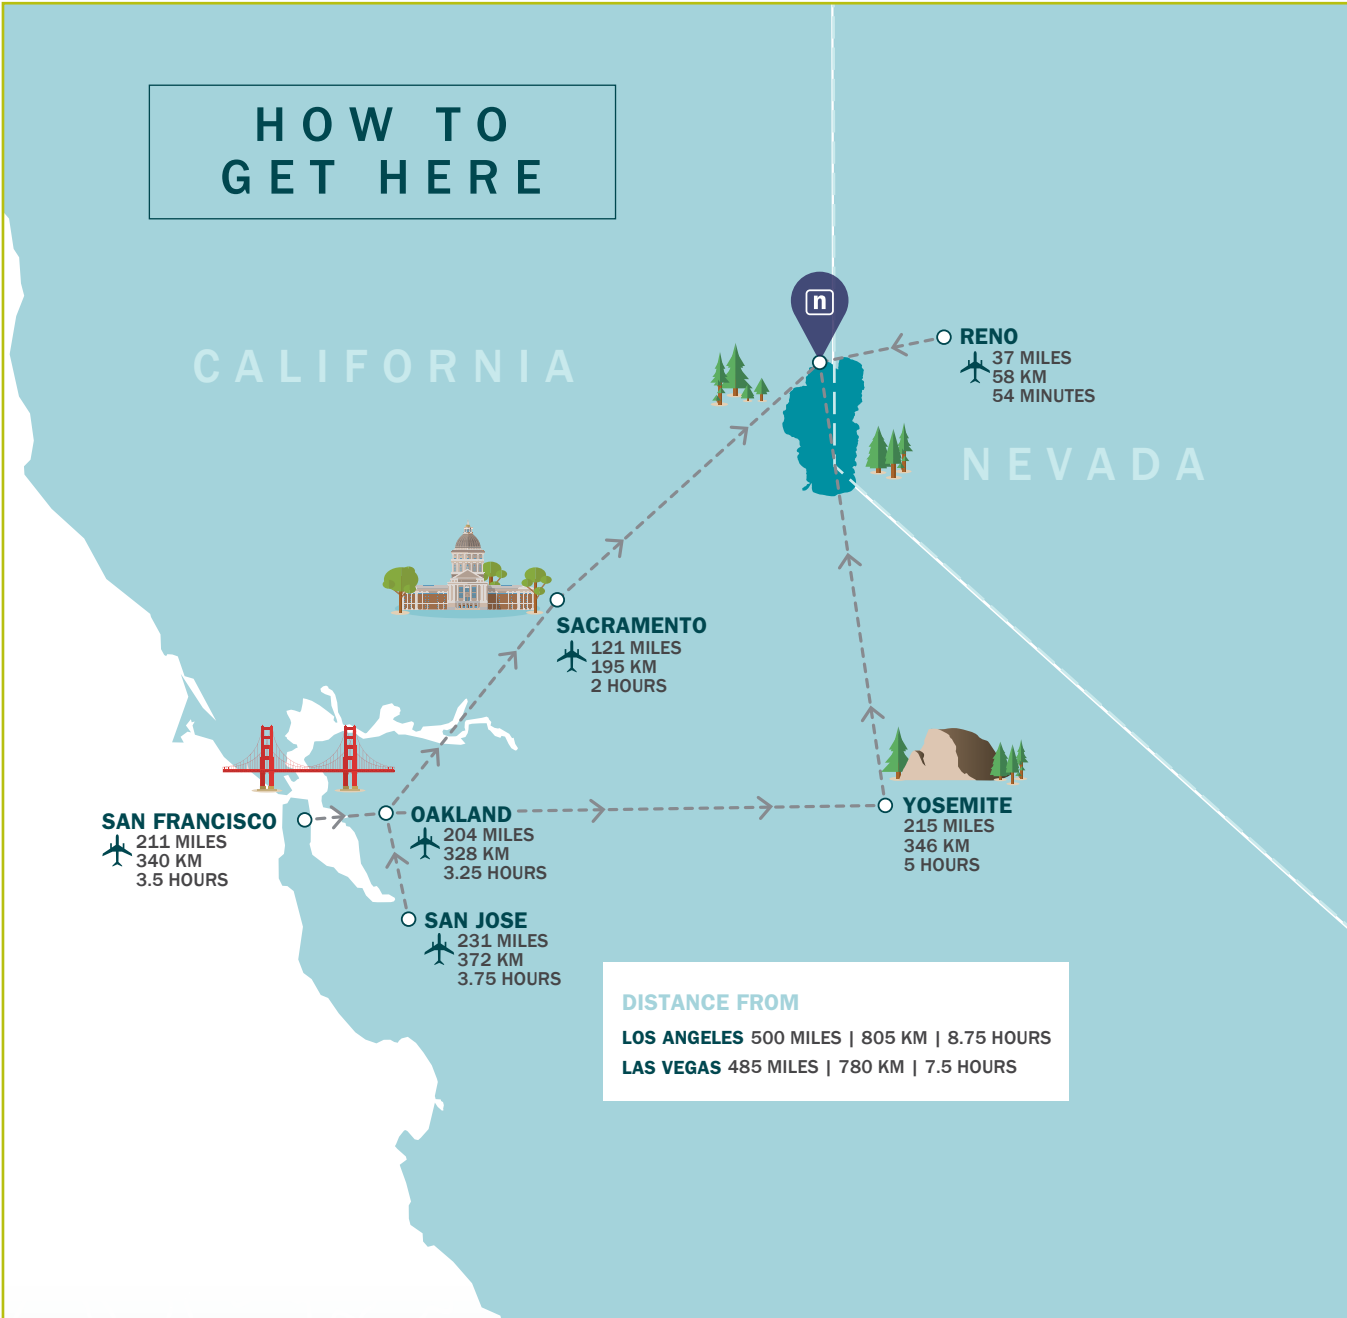 HOW TO
GET HERE
CALIFORNIA
n
RENO
37 MILES
58 KM
54 MINUTES
NEVADA
SACRAMENTO
121 MILES
195 KM
2 HOURS
SAN FRANCISCO
211 MILES
340 KM
3.5 HOURS
OAKLAND
204 MILES
328 KM
3.25 HOURS
YOSEMITE
215 MILES
346 KM
5 HOURS
SAN JOSE
231 MILES
372 KM
3.75 HOURS
DISTANCE FROM
LOS ANGELES 500 MILES | 805 KM | 8.75 HOURS
LAS VEGAS 485 MILES | 780 KM | 7.5 HOURS